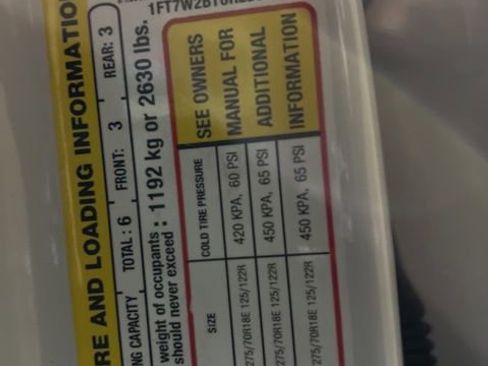 RE AND LOADING INFORMATIO
NG CAPACITY TOTAL : 6 FRONT: 3 REAR: 3
weight of occupants
should never exceed : 1192 kg or 2630 lbs.
SIZE COLD TIRE PRESSURE SEE OWNERS
275/70R18E 125/122R 420 KPA, 60 PSI MANUAL FOR
275/70R18E 125/122R 450 KPA, 65 PSI ADDITIONAL
275/70R18E 125/122R 450 KPA, 65 PSI INFORMATION